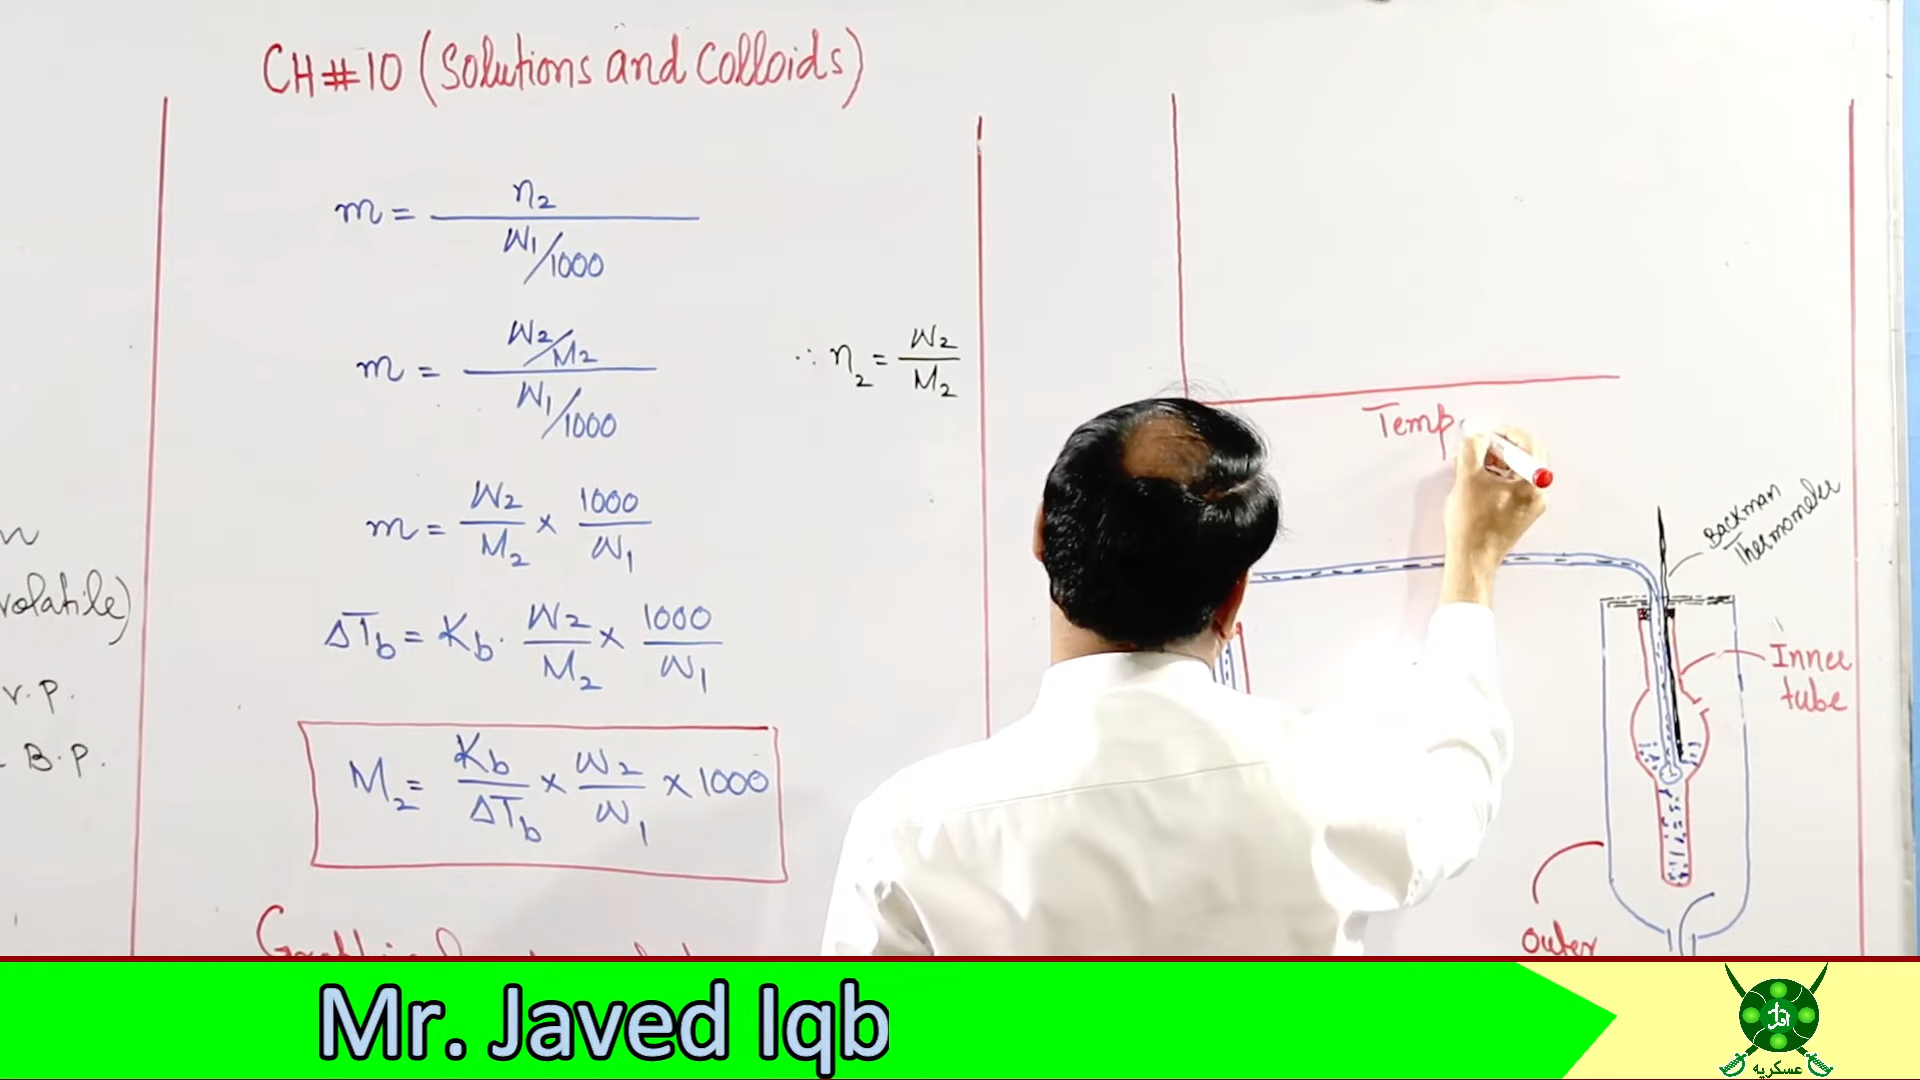 CH#10 (Solutions and Colloids)
m = n₂ / W₁/1000
m = W₂/M₂ / W₁/1000
∴ n₂ = W₂/M₂
m = W₂/M₂ × 1000/W₁
ΔTb = Kb. W₂/M₂ × 1000/W₁
M₂ = Kb/ΔTb × W₂/W₁ × 1000
volatile)
v.p.
B.p.
Temp
Backman
Thermometer
Inner
tube
outer
Mr. Javed Iqb
اقرأ
عسکریہ